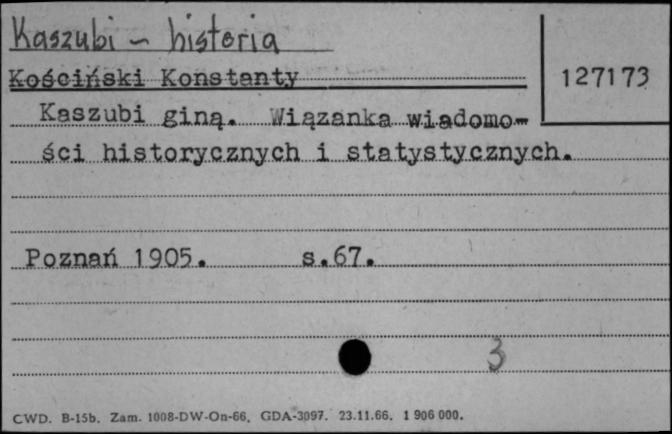 Kaszubi – historia
Kościński Konstanty
127173
Kaszubi giną. Wiązanka wiadomo-
ści historycznych i statystycznych.
Poznań 1905. s.67.
3
CWD. B-15b. Zam. 1008-DW-On-66. GDA-3097. 23.11.66. 1 906 000.